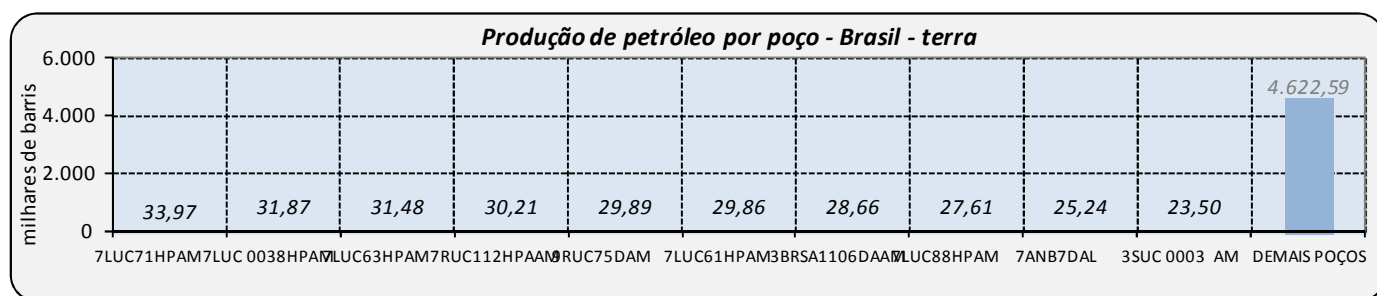 Produção de petróleo por poço - Brasil - terra
milhares de barris
6.000
4.000
2.000
0
33,97
31,87
31,48
30,21
29,89
29,86
28,66
27,61
25,24
23,50
4.622,59
7LUC71HPAM
7LUC 0038HPAM
7LUC63HPAM
7RUC112HPAAM
9RUC75DAM
7LUC61HPAM
3BRSA1106DAAM
7LUC88HPAM
7ANB7DAL
3SUC 0003 AM
DEMAIS POÇOS